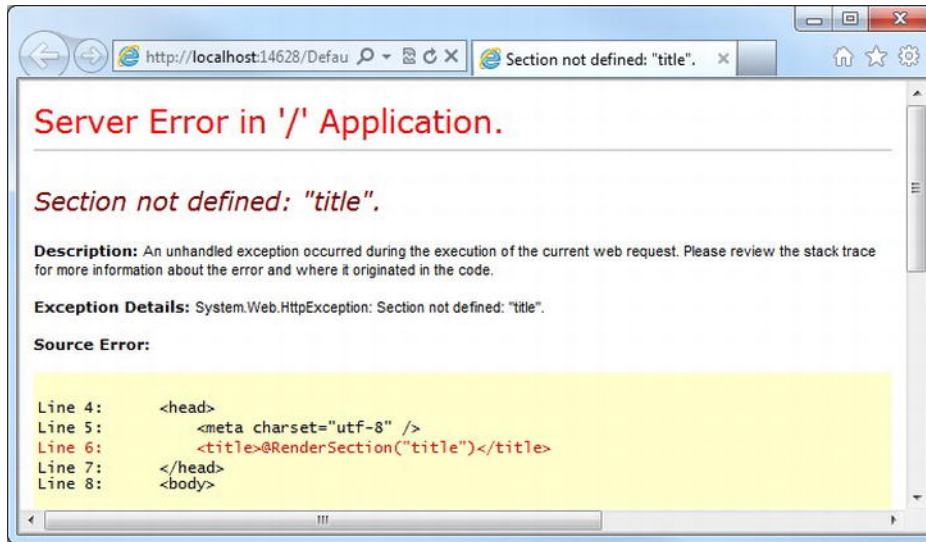 http://localhost:14628/Defau
Section not defined: "title".
Server Error in '/' Application.
Section not defined: "title".
Description: An unhandled exception occurred during the execution of the current web request. Please review the stack trace
for more information about the error and where it originated in the code.
Exception Details: System.Web.HttpException: Section not defined: "title".
Source Error:
Line 4:        <head>
Line 5:            <meta charset="utf-8" />
Line 6:            <title>@RenderSection("title")</title>
Line 7:        </head>
Line 8:        <body>